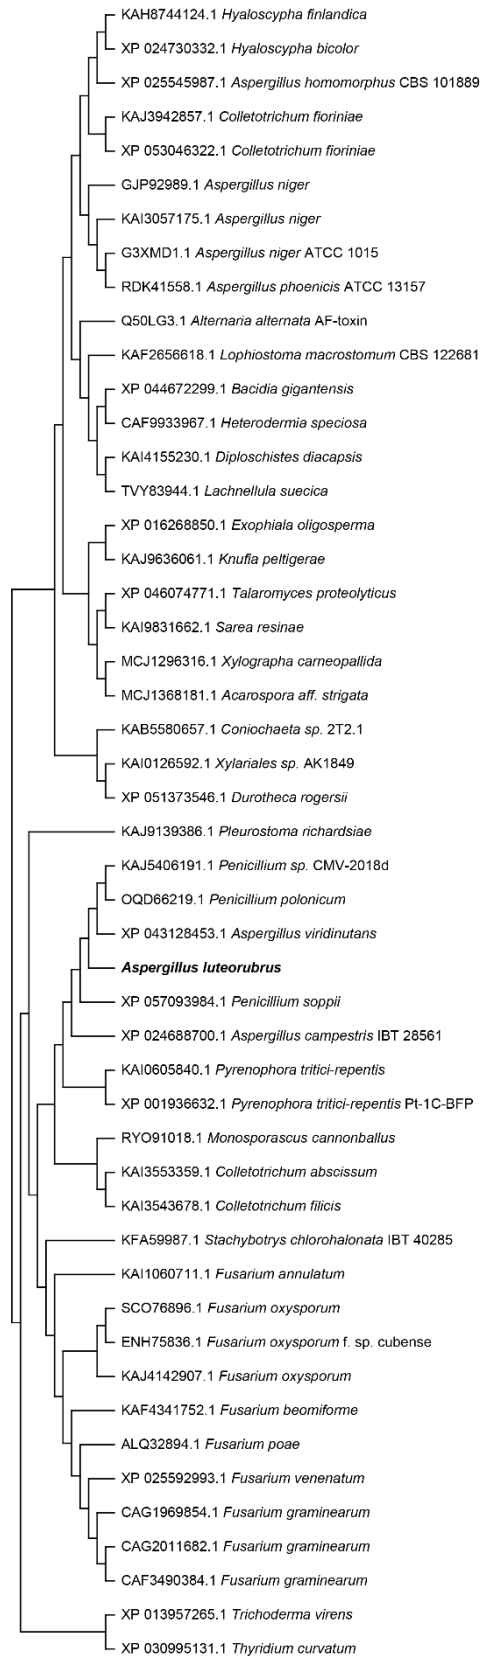 KAH8744124.1 Hyaloscypha finlandica
XP 024730332.1 Hyaloscypha bicolor
XP 025545987.1 Aspergillus homomorphus CBS 101889
KAJ3942857.1 Colletotrichum fioriniae
XP 053046322.1 Colletotrichum fioriniae
GJP92989.1 Aspergillus niger
KAI3057175.1 Aspergillus niger
G3XMD1.1 Aspergillus niger ATCC 1015
RDK41558.1 Aspergillus phoenicis ATCC 13157
Q50LG3.1 Alternaria alternata AF-toxin
KAF2656618.1 Lophiostoma macrostomum CBS 122681
XP 044672299.1 Bacidia gigantensis
CAF9933967.1 Heterodermia speciosa
KAI4155230.1 Diploschistes diacapsis
TVY83944.1 Lachnellula suecica
XP 016268850.1 Exophiala oligosperma
KAJ9636061.1 Knufia peltigerae
XP 046074771.1 Talaromyces proteolyticus
KAI9831662.1 Sarea resinae
MCJ1296316.1 Xylographa carneopallida
MCJ1368181.1 Acarospora aff. strigata
KAB5580657.1 Coniochaeta sp. 2T2.1
KAI0126592.1 Xylariales sp. AK1849
XP 051373546.1 Durotheca rogersii
KAJ9139386.1 Pleurostoma richardsiae
KAJ5406191.1 Penicillium sp. CMV-2018d
OQD66219.1 Penicillium polonicum
XP 043128453.1 Aspergillus viridinutans
Aspergillus luteorubrus
XP 057093984.1 Penicillium soppii
XP 024688700.1 Aspergillus campestris IBT 28561
KAI0605840.1 Pyrenophora tritici-repentis
XP 001936632.1 Pyrenophora tritici-repentis Pt-1C-BFP
RYO91018.1 Monosporascus cannonballus
KAI3553359.1 Colletotrichum abscissum
KAI3543678.1 Colletotrichum filicis
KFA59987.1 Stachybotrys chlorohalonata IBT 40285
KAI1060711.1 Fusarium annulatum
SCO76896.1 Fusarium oxysporum
ENH75836.1 Fusarium oxysporum f. sp. cubense
KAJ4142907.1 Fusarium oxysporum
KAF4341752.1 Fusarium beomiforme
ALQ32894.1 Fusarium poae
XP 025592993.1 Fusarium venenatum
CAG1969854.1 Fusarium graminearum
CAG2011682.1 Fusarium graminearum
CAF3490384.1 Fusarium graminearum
XP 013957265.1 Trichoderma virens
XP 030995131.1 Thyridium curvatum